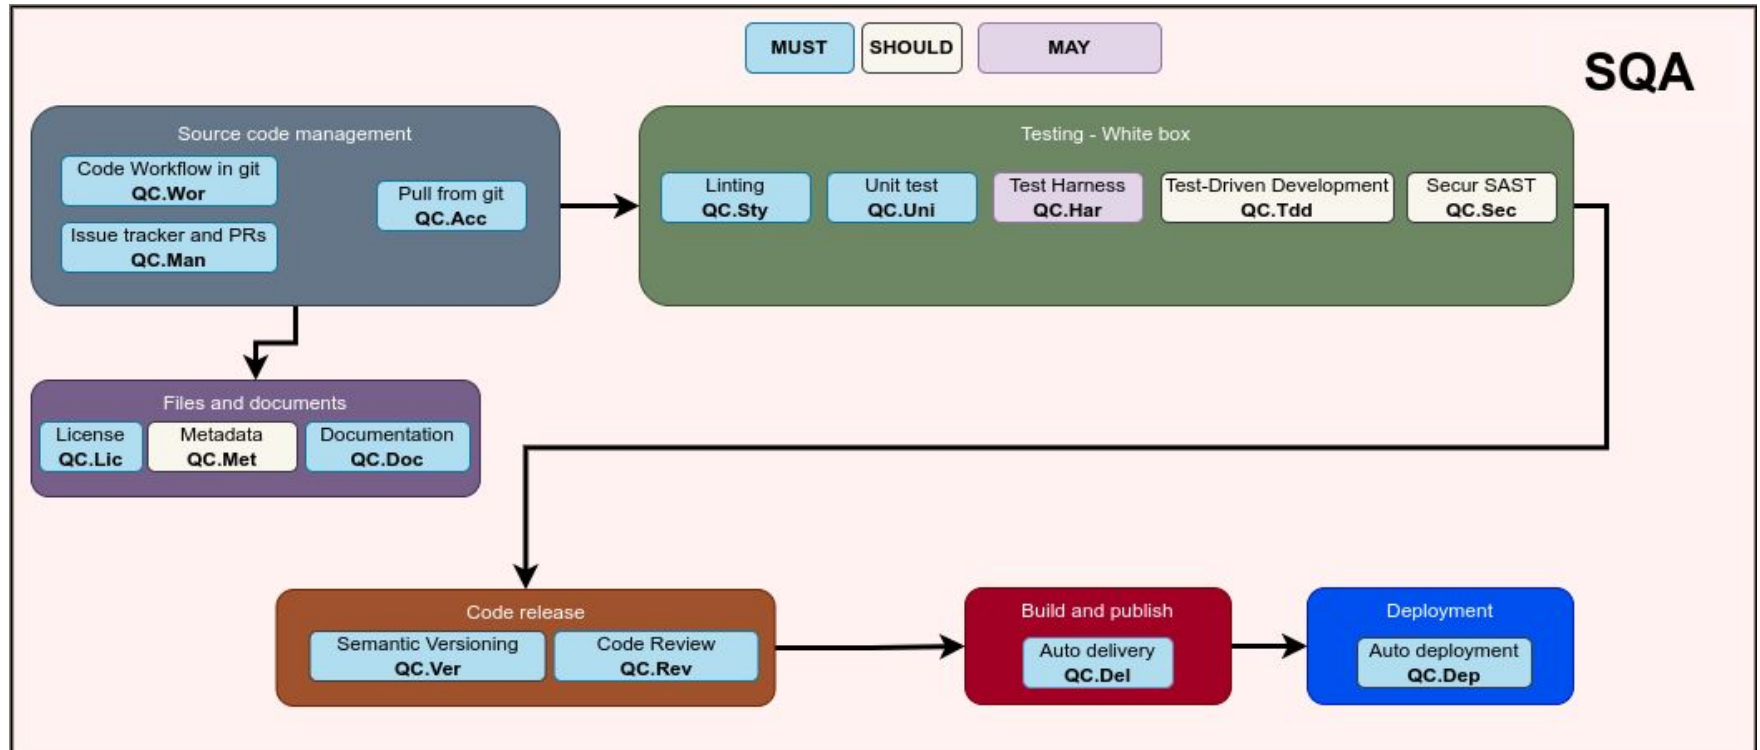 MUST
SHOULD
MAY
SQA
Source code management
Code Workflow in git
QC.Wor
Issue tracker and PRs
QC.Man
Pull from git
QC.Acc
Testing - White box
Linting
QC.Sty
Unit test
QC.Uni
Test Harness
QC.Har
Test-Driven Development
QC.Tdd
Secur SAST
QC.Sec
Files and documents
License
QC.Lic
Metadata
QC.Met
Documentation
QC.Doc
Code release
Semantic Versioning
QC.Ver
Code Review
QC.Rev
Build and publish
Auto delivery
QC.Del
Deployment
Auto deployment
QC.Dep